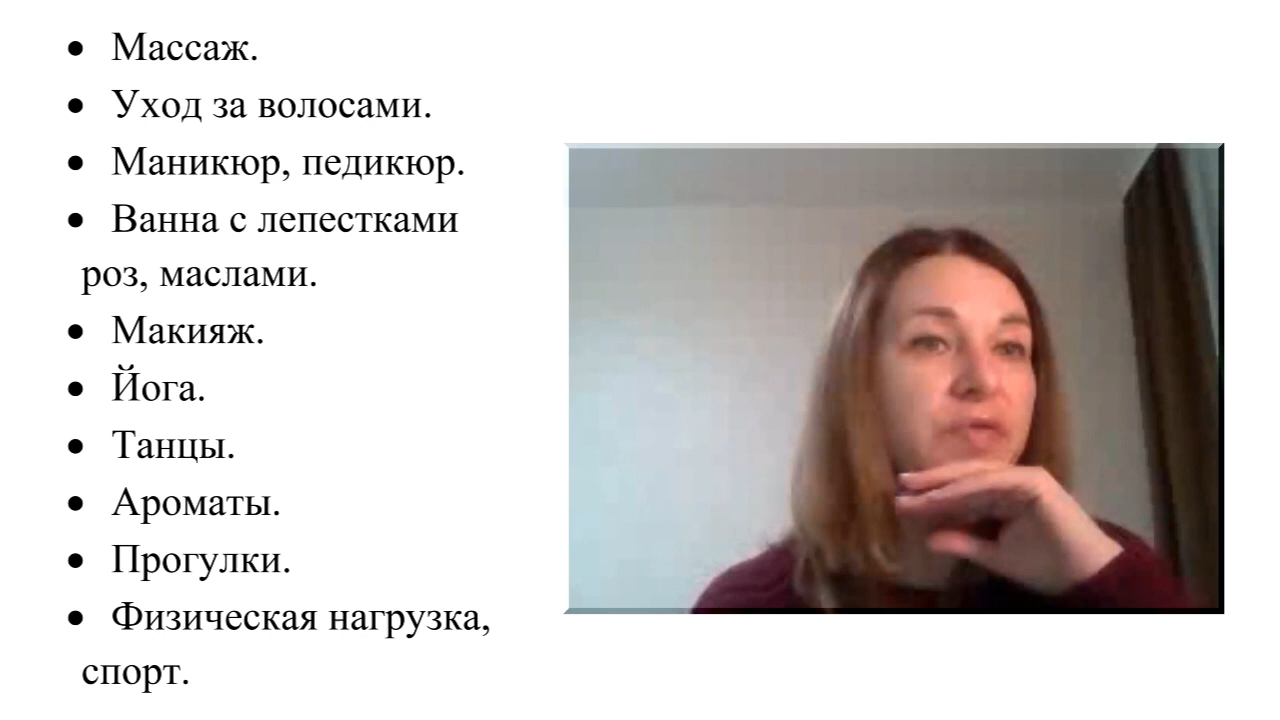 • Массаж.
• Уход за волосами.
• Маникюр, педикюр.
• Ванна с лепестками
роз, маслами.
• Макияж.
• Йога.
• Танцы.
• Ароматы.
• Прогулки.
• Физическая нагрузка,
спорт.